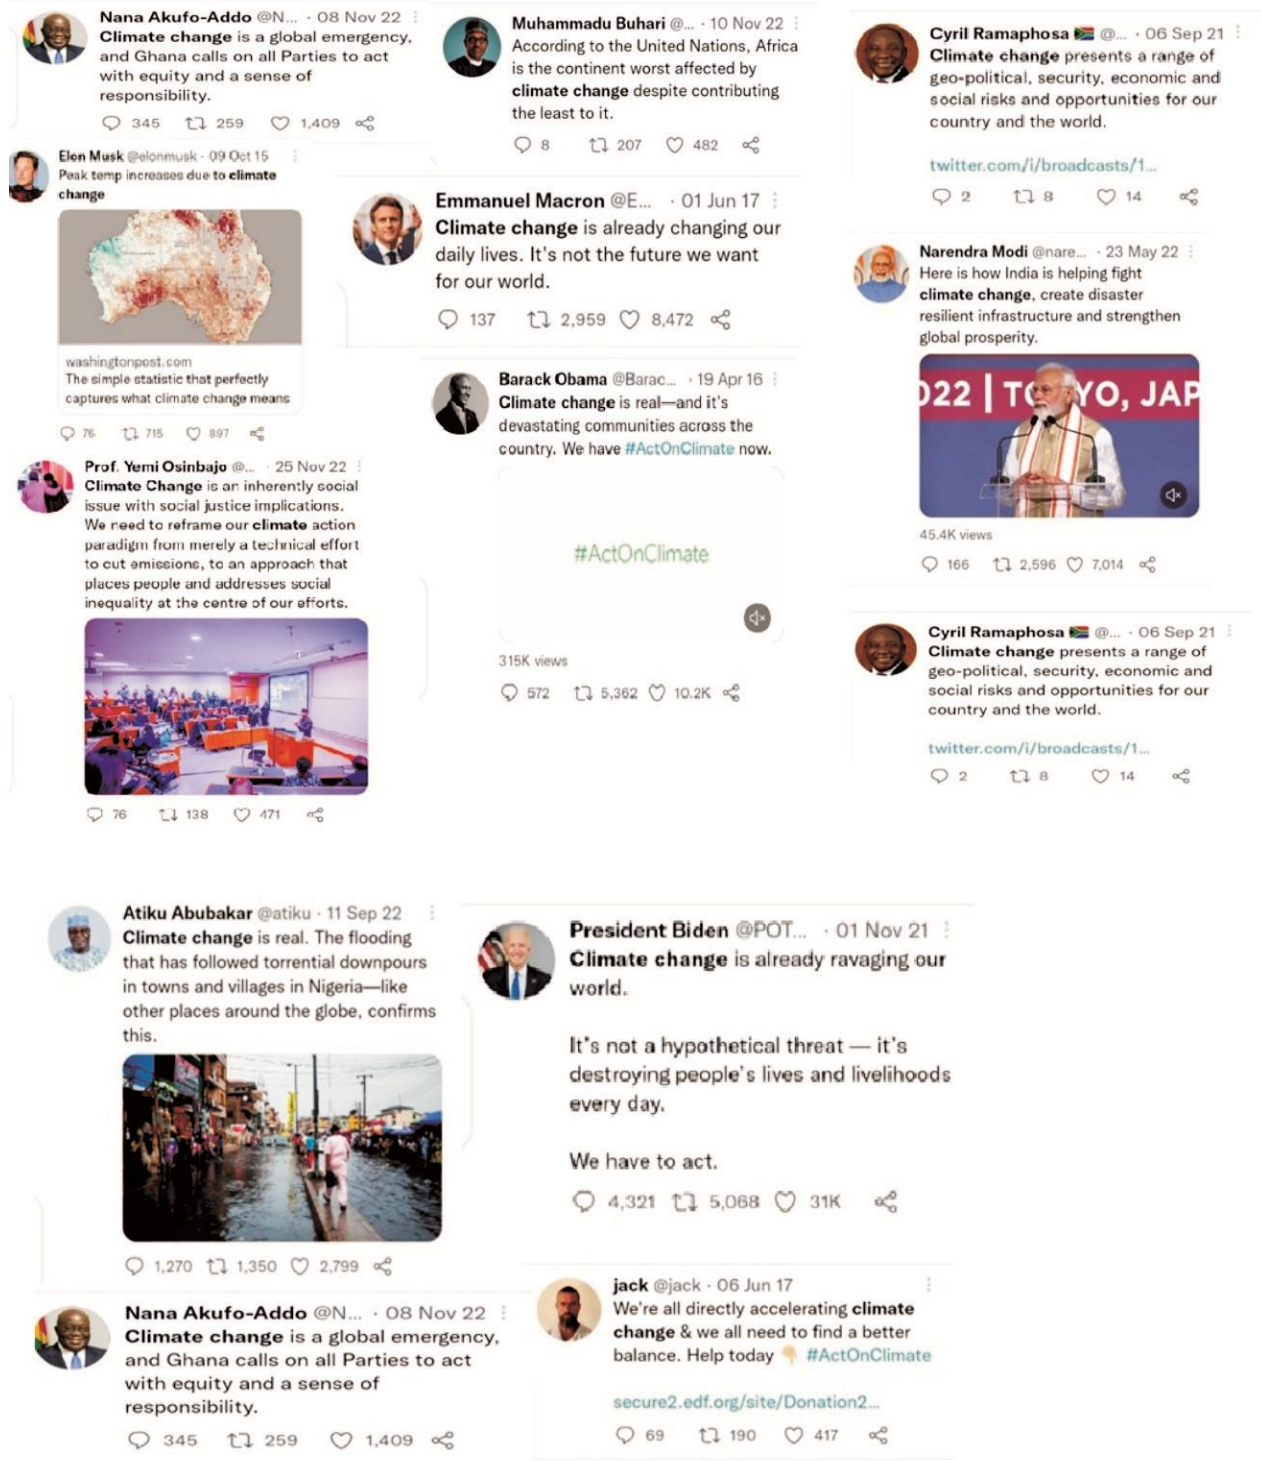 Nana Akufo-Addo @N... · 08 Nov 22
Climate change is a global emergency,
and Ghana calls on all Parties to act
with equity and a sense of
responsibility.
345 259 1,409
Muhammadu Buhari @... · 10 Nov 22
According to the United Nations, Africa
is the continent worst affected by
climate change despite contributing
the least to it.
8 207 482
Cyril Ramaphosa 🇿🇦 @... · 06 Sep 21
Climate change presents a range of
geo-political, security, economic and
social risks and opportunities for our
country and the world.
twitter.com/i/broadcasts/1...
2 8 14
Elon Musk @elonmusk · 09 Oct 15
Peak temp increases due to climate
change
washingtonpost.com
The simple statistic that perfectly
captures what climate change means
76 715 897
Emmanuel Macron @E... · 01 Jun 17
Climate change is already changing our
daily lives. It's not the future we want
for our world.
137 2,959 8,472
Narendra Modi @nare... · 23 May 22
Here is how India is helping fight
climate change, create disaster
resilient infrastructure and strengthen
global prosperity.
022 | TO YO, JAP
45.4K views
166 2,596 7,014
Barack Obama @Barac... · 19 Apr 16
Climate change is real—and it's
devastating communities across the
country. We have #ActOnClimate now.
#ActOnClimate
315K views
572 5,362 10.2K
Prof. Yemi Osinbajo @... · 25 Nov 22
Climate Change is an inherently social
issue with social justice implications.
We need to reframe our climate action
paradigm from merely a technical effort
to cut emissions, to an approach that
places people and addresses social
inequality at the centre of our efforts.
76 138 471
Cyril Ramaphosa 🇿🇦 @... · 06 Sep 21
Climate change presents a range of
geo-political, security, economic and
social risks and opportunities for our
country and the world.
twitter.com/i/broadcasts/1...
2 8 14
Atiku Abubakar @atiku · 11 Sep 22
Climate change is real. The flooding
that has followed torrential downpours
in towns and villages in Nigeria—like
other places around the globe, confirms
this.
1,270 1,350 2,799
President Biden @POT... · 01 Nov 21
Climate change is already ravaging our
world.
It's not a hypothetical threat — it's
destroying people's lives and livelihoods
every day.
We have to act.
4,321 5,068 31K
Nana Akufo-Addo @N... · 08 Nov 22
Climate change is a global emergency,
and Ghana calls on all Parties to act
with equity and a sense of
responsibility.
345 259 1,409
jack @jack · 06 Jun 17
We're all directly accelerating climate
change & we all need to find a better
balance. Help today 👇 #ActOnClimate
secure2.edf.org/site/Donation2...
69 190 417